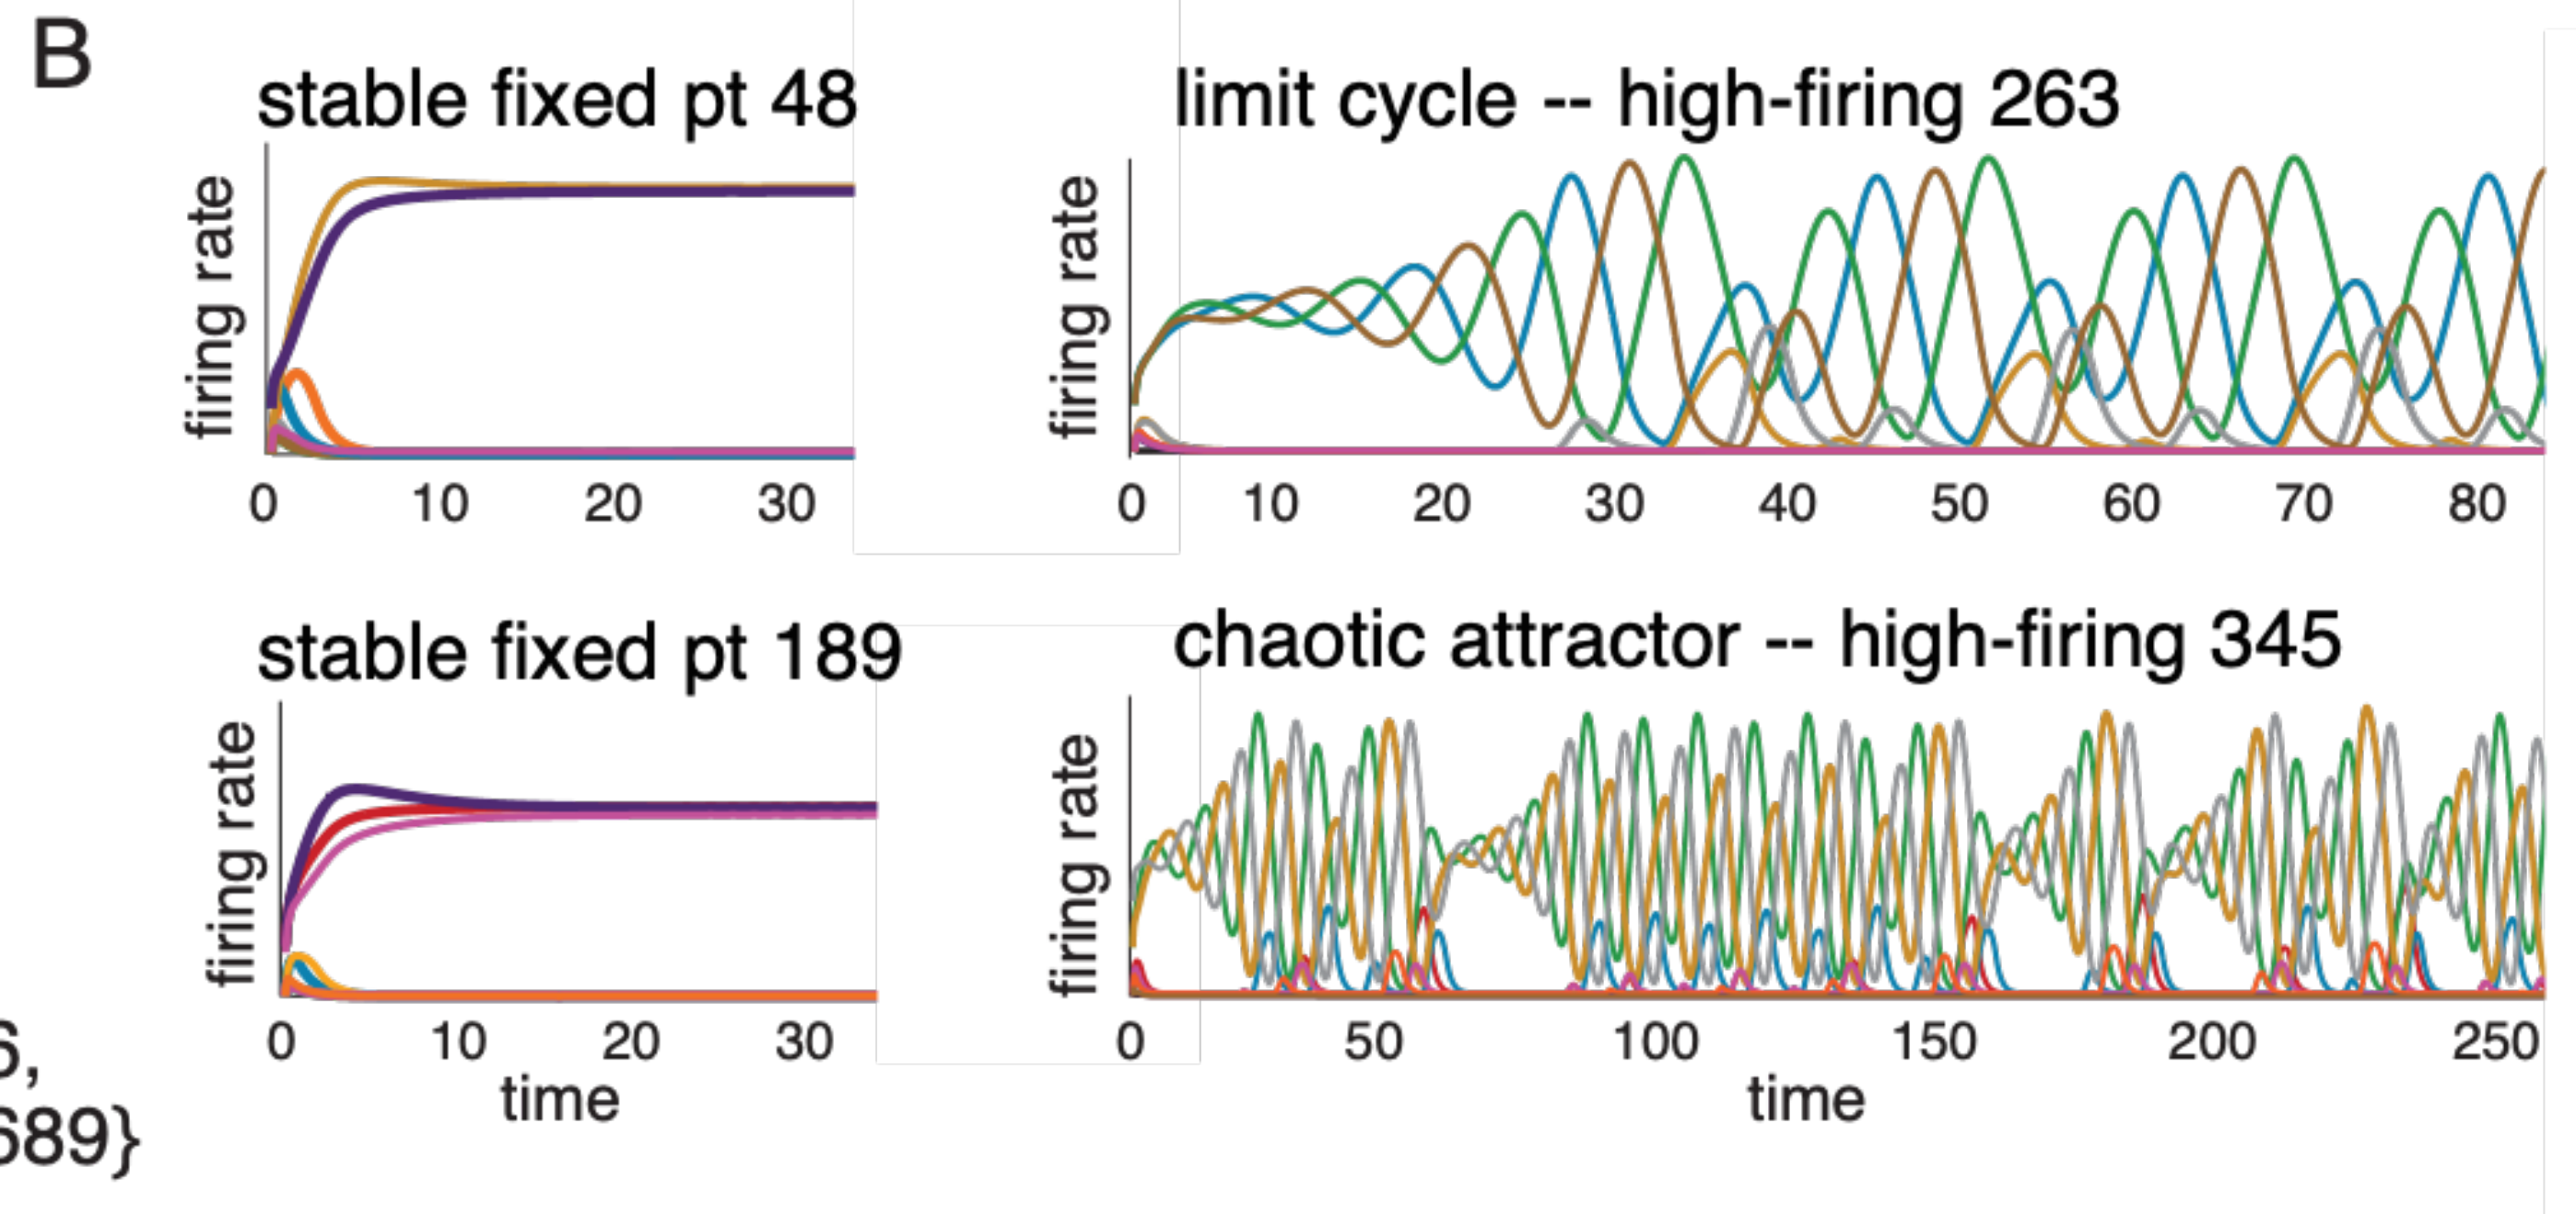 B
stable fixed pt 48
limit cycle -- high-firing 263
firing rate
firing rate
0 10 20 30
0 10 20 30 40 50 60 70 80
stable fixed pt 189
chaotic attractor -- high-firing 345
firing rate
firing rate
0 10 20 30
0 50 100 150 200 250
time
time
6,
689}